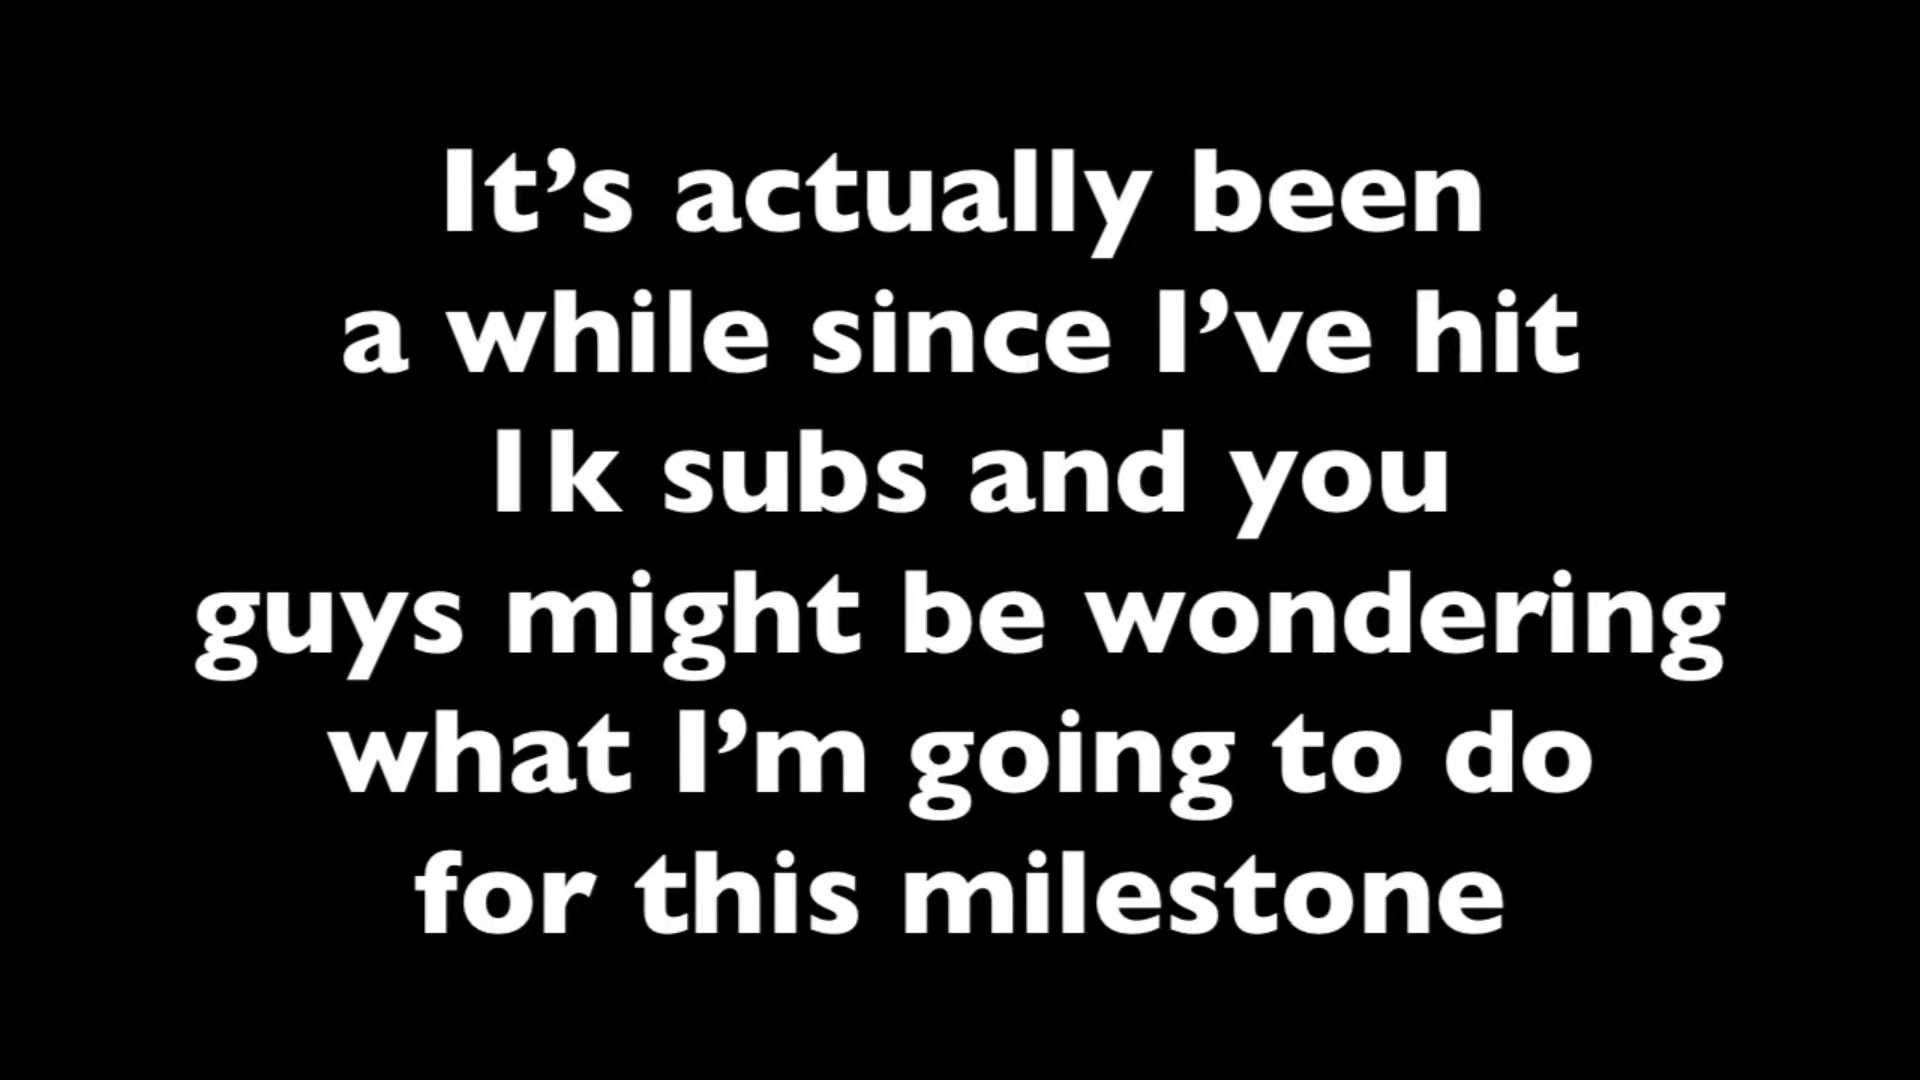 It’s actually been
a while since I’ve hit
1k subs and you
guys might be wondering
what I’m going to do
for this milestone